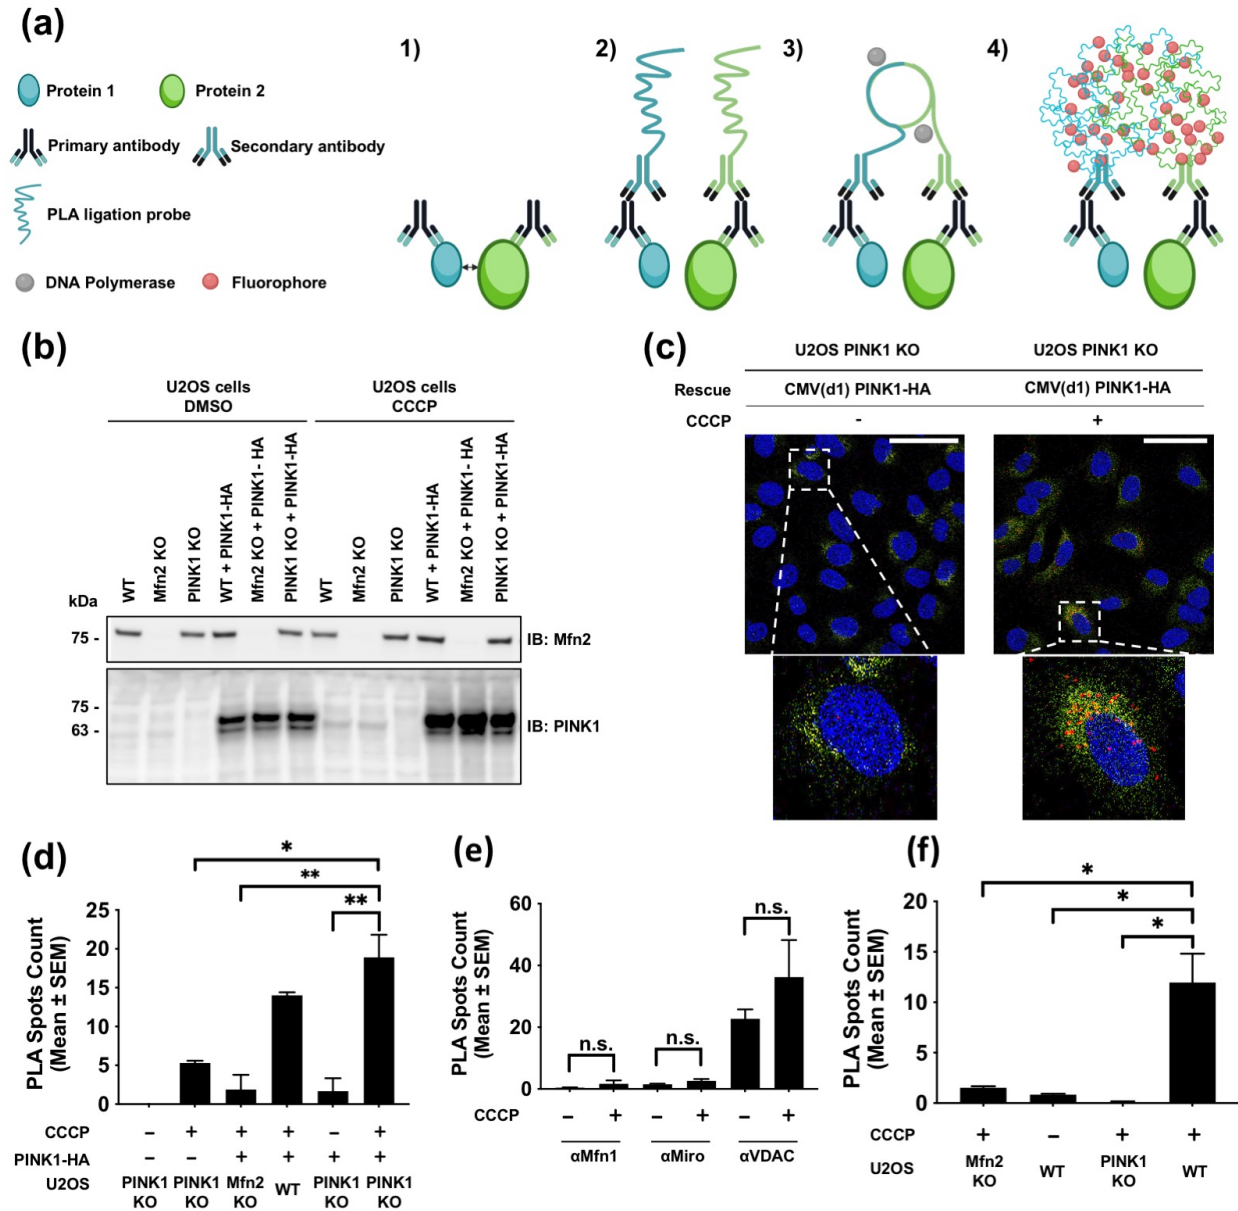 (a)
1)
2)
3)
4)
Protein 1
Protein 2
Primary antibody
Secondary antibody
PLA ligation probe
DNA Polymerase
Fluorophore
(b)
U2OS cells
DMSO
U2OS cells
CCCP
WT
Mfn2 KO
PINK1 KO
WT + PINK1-HA
Mfn2 KO + PINK1- HA
PINK1 KO + PINK1-HA
WT
Mfn2 KO
PINK1 KO
WT + PINK1-HA
Mfn2 KO + PINK1-HA
PINK1 KO + PINK1-HA
kDa
75 -
IB: Mfn2
75 -
63 -
IB: PINK1
(c)
U2OS PINK1 KO
U2OS PINK1 KO
Rescue
CMV(d1) PINK1-HA
CMV(d1) PINK1-HA
CCCP
-
+
(d)
PLA Spots Count
(Mean ± SEM)
25
20
15
10
5
0
*
**
**
CCCP
– + + + – +
PINK1-HA
– – + + + +
U2OS
PINK1 KO
PINK1 KO
Mfn2 KO
WT
PINK1 KO
PINK1 KO
(e)
PLA Spots Count
(Mean ± SEM)
60
40
20
0
n.s.
n.s.
n.s.
CCCP
– + – + – +
αMfn1
αMiro
αVDAC
(f)
PLA Spots Count
(Mean ± SEM)
20
15
10
5
0
*
*
*
CCCP
+ – + +
U2OS
Mfn2 KO
WT
PINK1 KO
WT